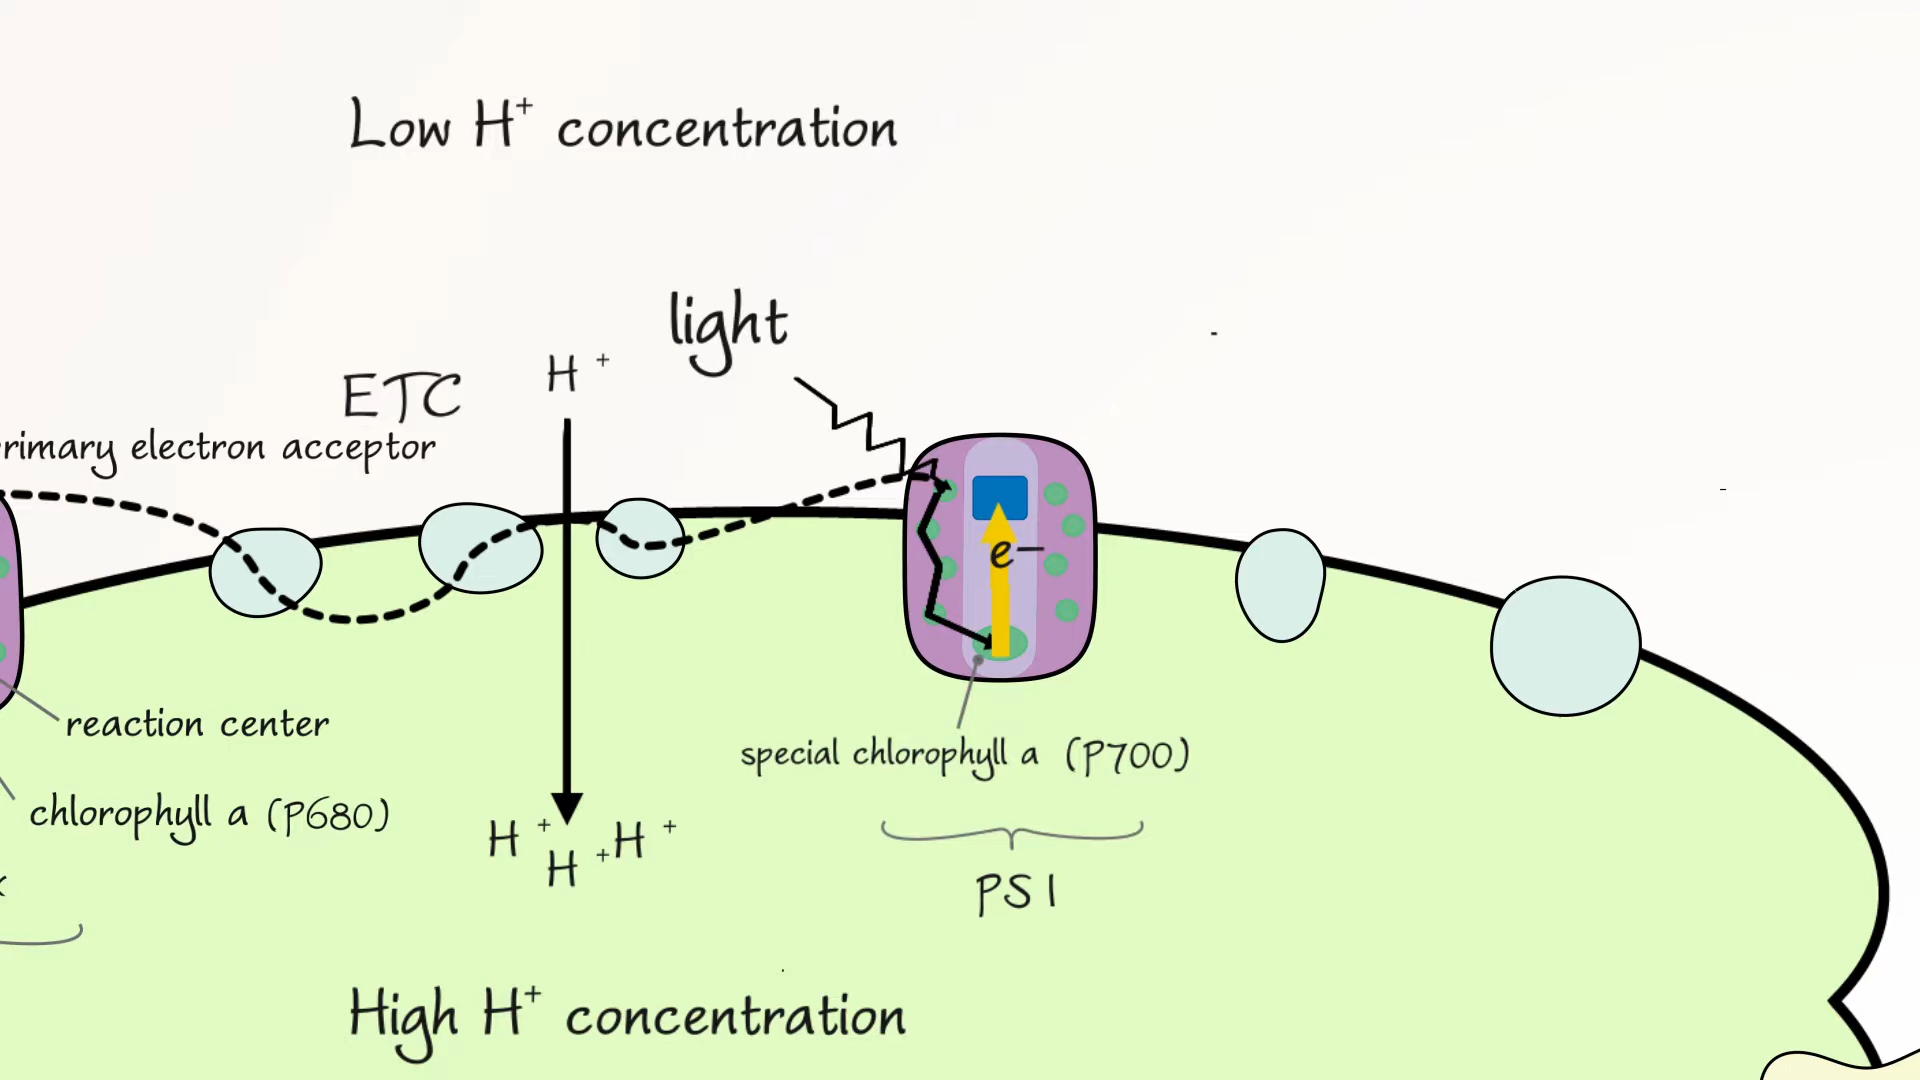 Low H⁺ concentration
light
H⁺
ETC
rimary electron acceptor
e−
reaction center
special chlorophyll a (P700)
chlorophyll a (P680)
H⁺ H⁺
H⁺
PS I
High H⁺ concentration